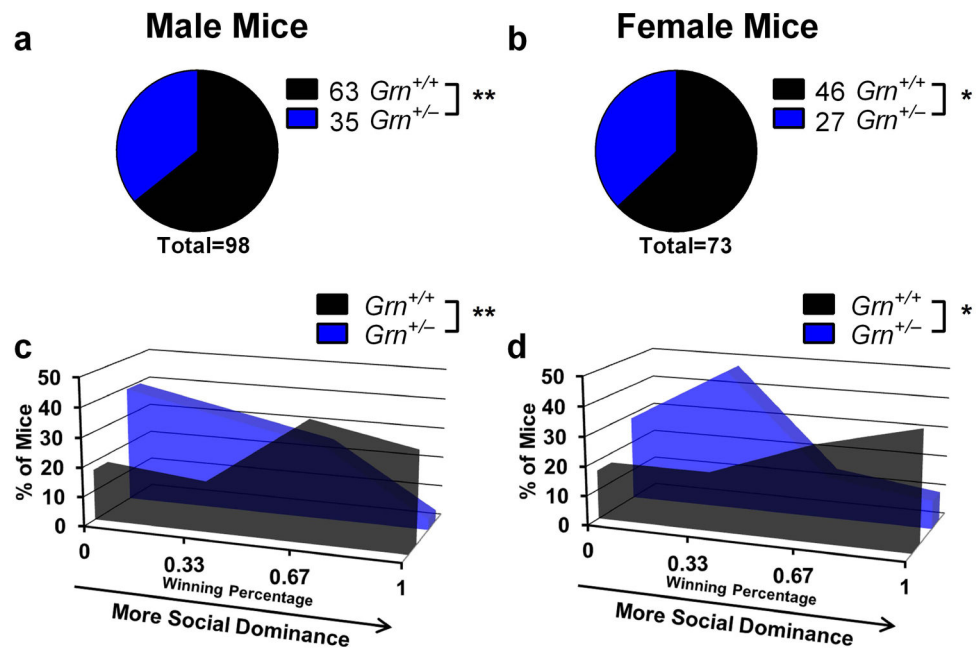 a
Male Mice
63 Grn+/+
35 Grn+/–
**
Total=98
b
Female Mice
46 Grn+/+
27 Grn+/–
*
Total=73
c
Grn+/+
Grn+/–
**
% of Mice
50
40
30
20
10
0
0
0.33
0.67
1
Winning Percentage
More Social Dominance
d
Grn+/+
Grn+/–
*
% of Mice
50
40
30
20
10
0
0
0.33
0.67
1
Winning Percentage
More Social Dominance